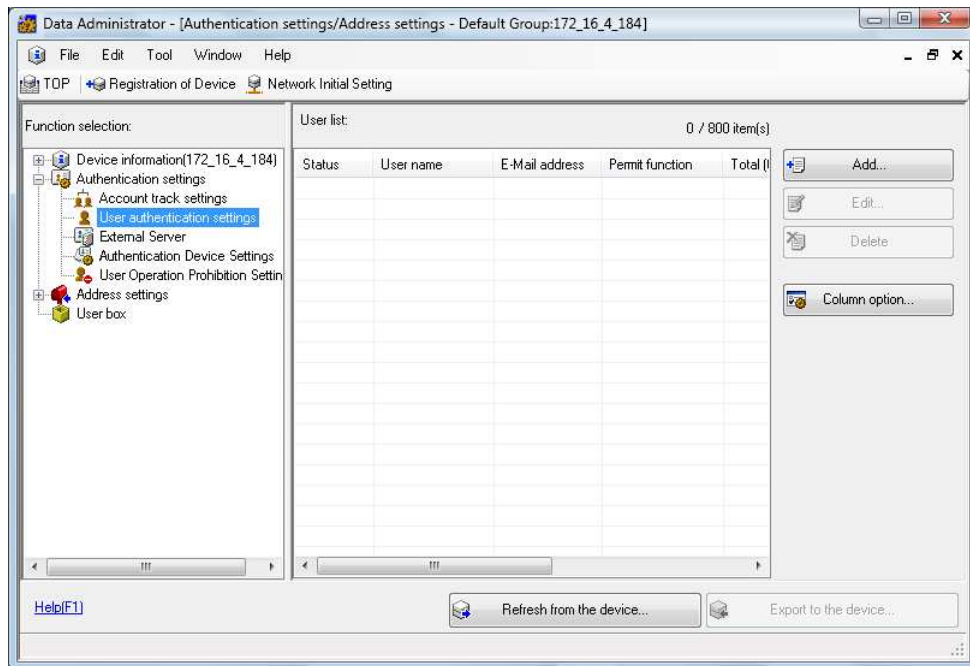 Data Administrator - [Authentication settings/Address settings - Default Group:172_16_4_184]
File Edit Tool Window Help
TOP Registration of Device Network Initial Setting
Function selection:
Device information(172_16_4_184)
Authentication settings
Account track settings
User authentication settings
External Server
Authentication Device Settings
User Operation Prohibition Settin
Address settings
User box
User list:
0 / 800 item(s)
Status User name E-Mail address Permit function Total (
Add...
Edit...
Delete
Column option...
Help(F1)
Refresh from the device...
Export to the device...